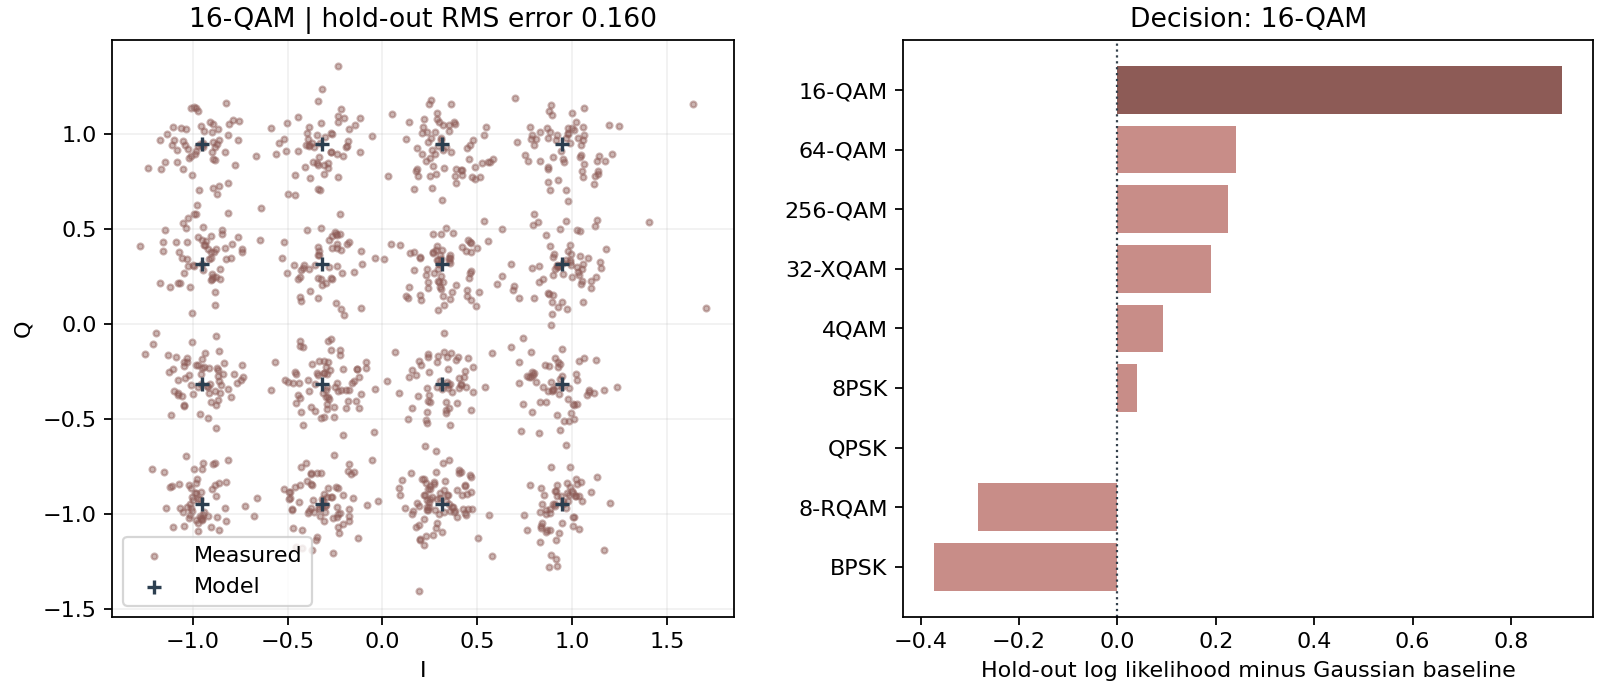 16-QAM | hold-out RMS error 0.160
Q
1.0
0.5
0.0
−0.5
−1.0
−1.5
Measured
Model
−1.0 −0.5 0.0 0.5 1.0 1.5
I
Decision: 16-QAM
16-QAM
64-QAM
256-QAM
32-XQAM
4QAM
8PSK
QPSK
8-RQAM
BPSK
−0.4 −0.2 0.0 0.2 0.4 0.6 0.8
Hold-out log likelihood minus Gaussian baseline